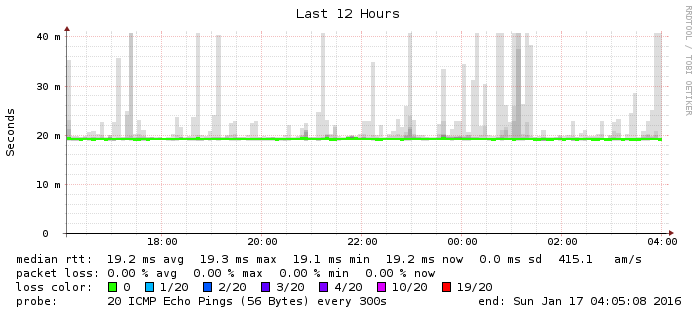 Last 12 Hours
RRDTOOL / TOBI OETIKER
Seconds
40 m
30 m
20 m
10 m
0
18:00 20:00 22:00 00:00 02:00 04:00
median rtt: 19.2 ms avg 19.3 ms max 19.1 ms min 19.2 ms now 0.0 ms sd 415.1 am/s
packet loss: 0.00 % avg 0.00 % max 0.00 % min 0.00 % now
loss color: 0 1/20 2/20 3/20 4/20 10/20 19/20
probe: 20 ICMP Echo Pings (56 Bytes) every 300s end: Sun Jan 17 04:05:08 2016